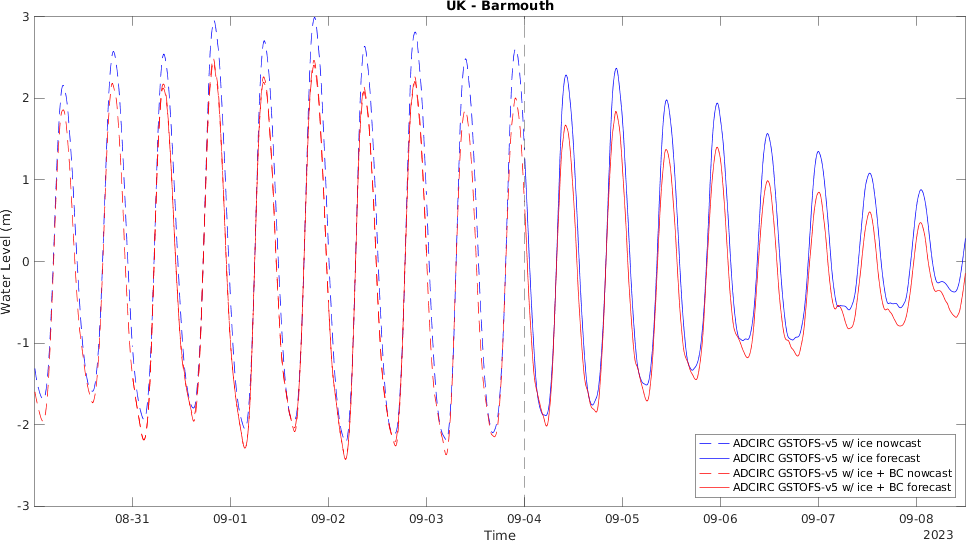 UK - Barmouth
3
2
1
0
-1
-2
-3
Water Level (m)
08-31 09-01 09-02 09-03 09-04 09-05 09-06 09-07 09-08
Time
2023
ADCIRC GSTOFS-v5 w/ ice nowcast
ADCIRC GSTOFS-v5 w/ ice forecast
ADCIRC GSTOFS-v5 w/ ice + BC nowcast
ADCIRC GSTOFS-v5 w/ ice + BC forecast